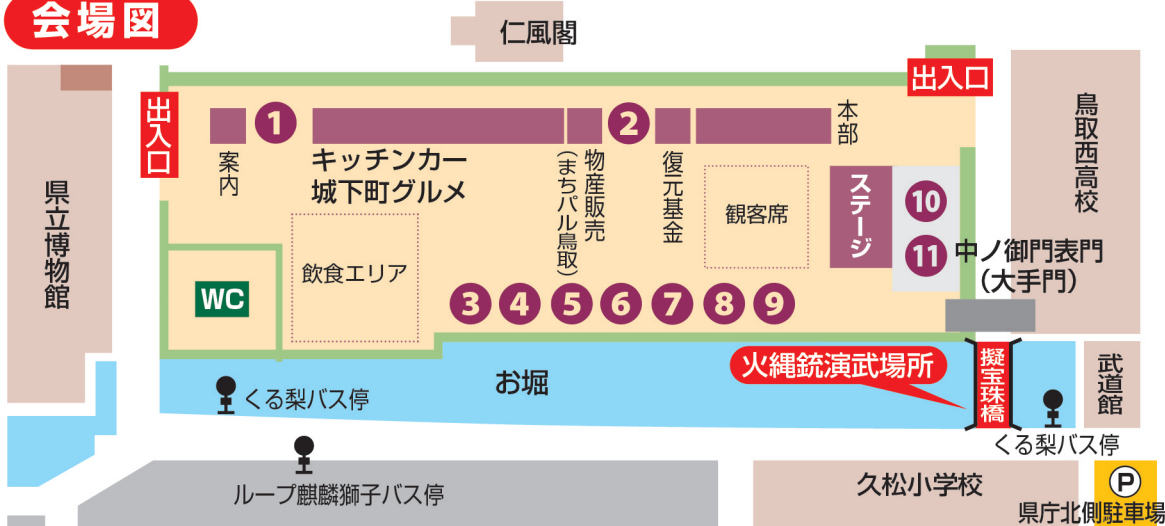 会場図
仁風閣
出入口
出入口
県立博物館
鳥取西高校
案内
1
キッチンカー
城下町グルメ
物産販売
(まちパル鳥取)
2
復元基金
本部
観客席
ステージ
10
11
中ノ御門表門
(大手門)
飲食エリア
WC
3
4
5
6
7
8
9
お堀
火縄銃演武場所
擬宝珠橋
武道館
くる梨バス停
くる梨バス停
ループ麒麟獅子バス停
久松小学校
P
県庁北側駐車場